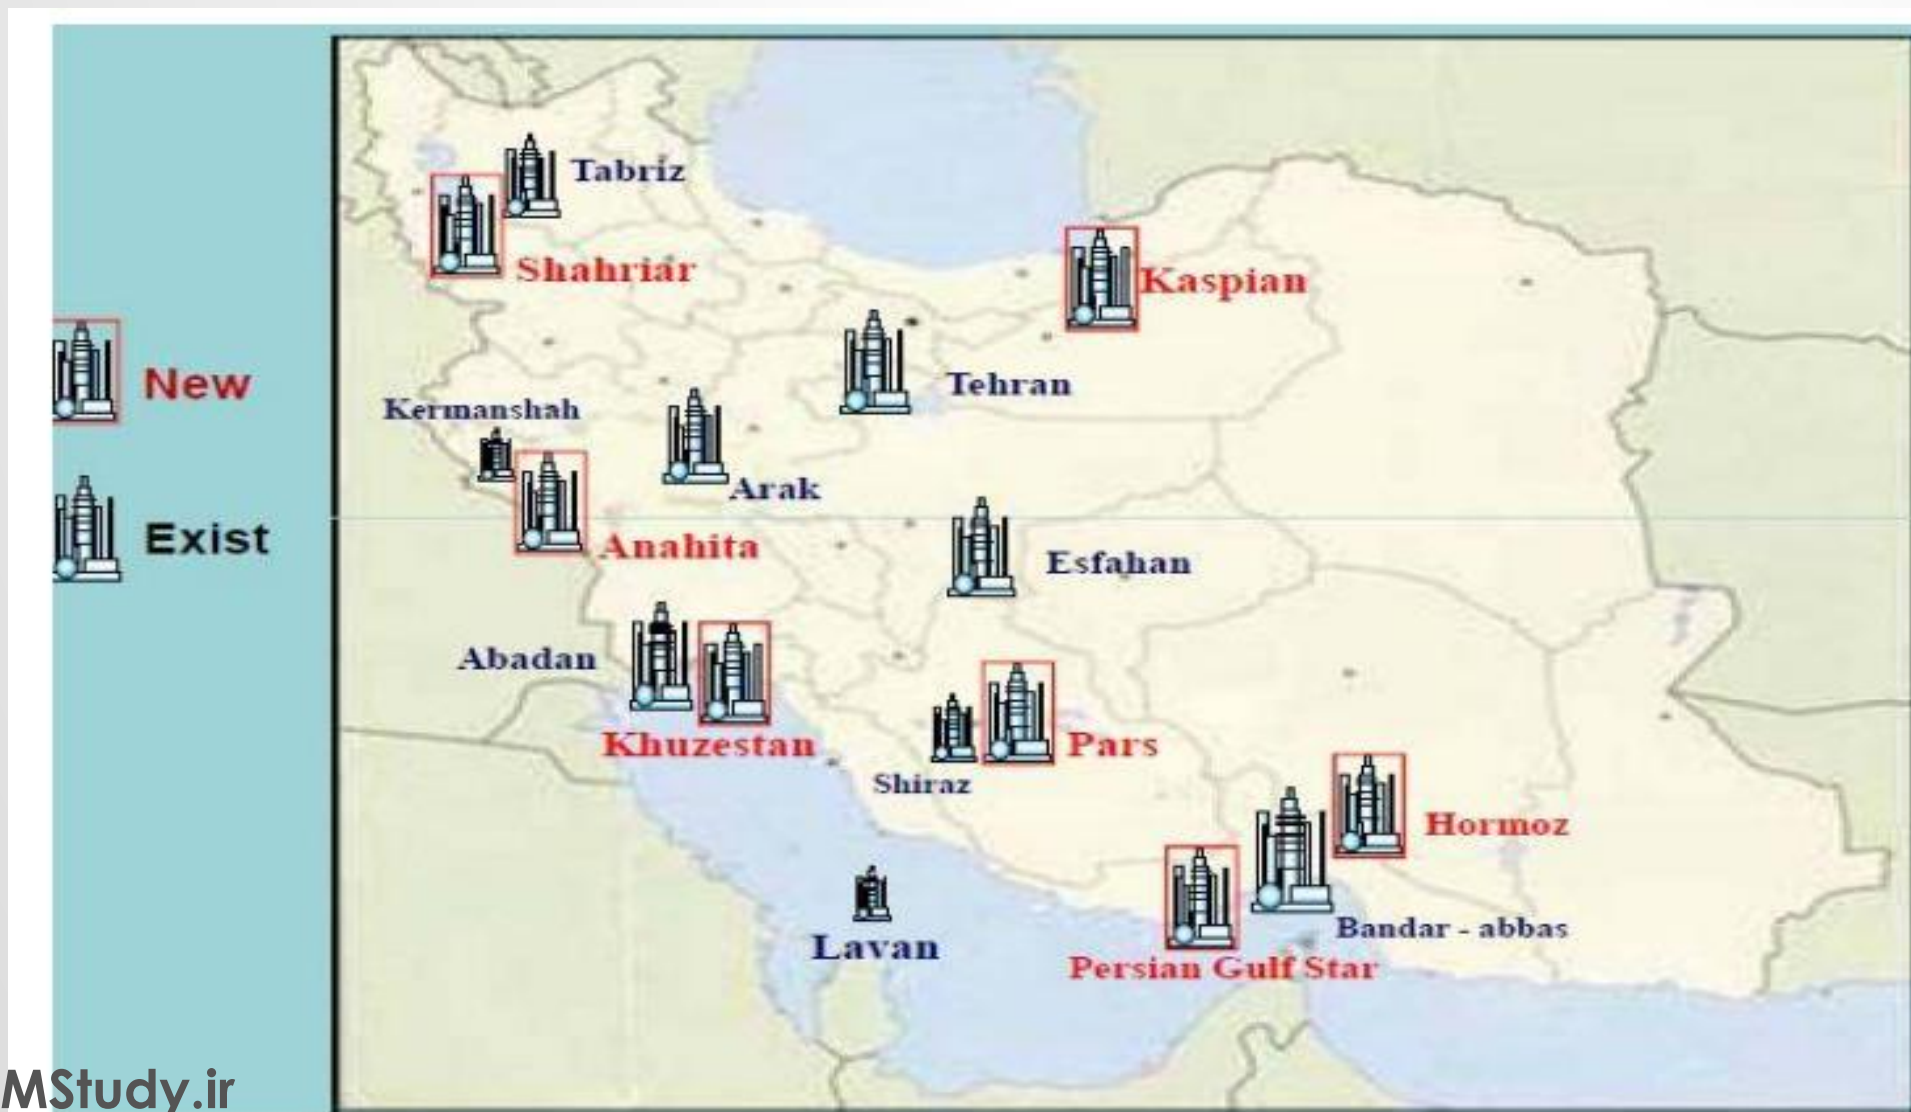 Tabriz
Shahriar
Kaspian
New
Tehran
Kermanshah
Arak
Exist
Anahita
Esfahan
Abadan
Khuzestan
Pars
Shiraz
Hormoz
Bandar - abbas
Lavan
Persian Gulf Star
MStudy.ir